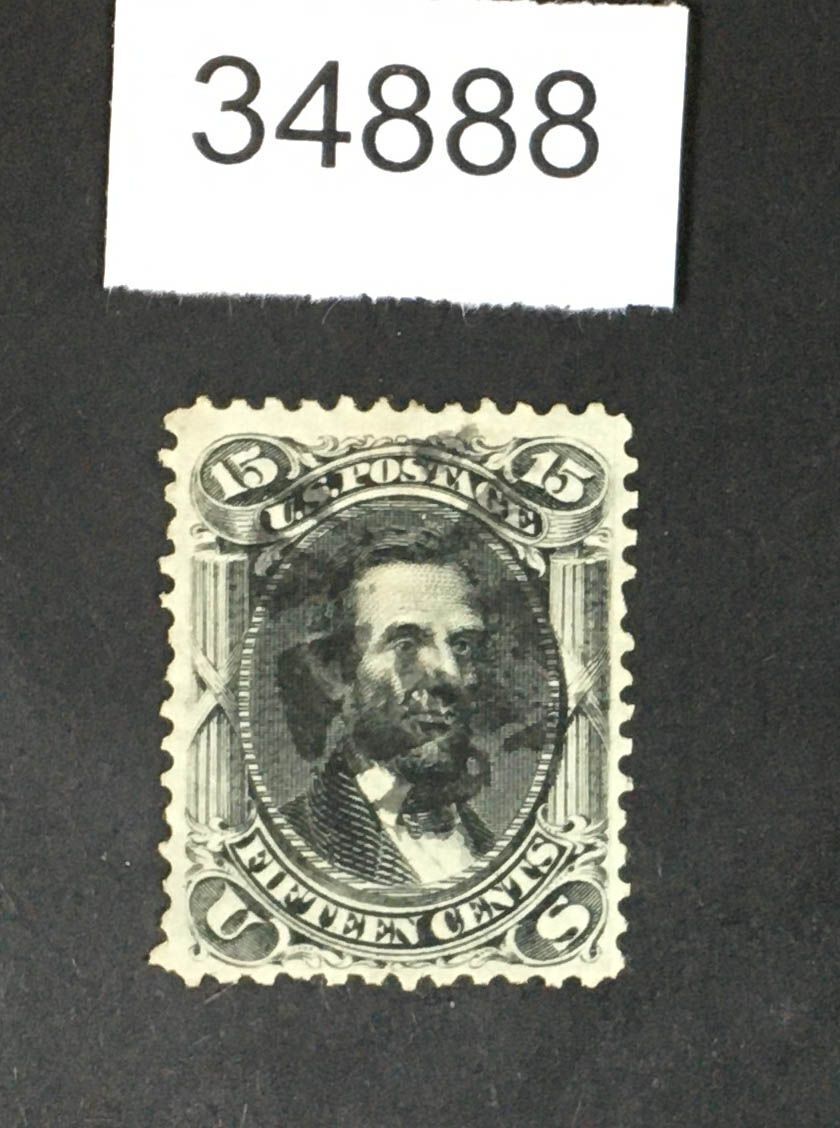 34888
15 15
U.S. POSTAGE
FIFTEEN CENTS
U S